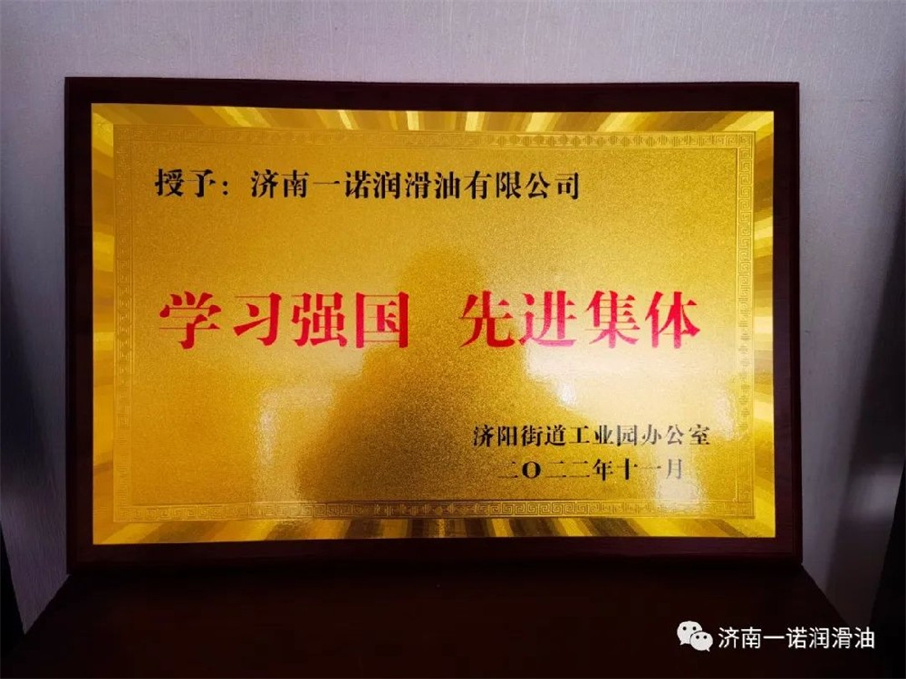 授予：济南一诺润滑油有限公司
学习强国 先进集体
济阳街道工业园办公室
二〇二二年十一月
济南一诺润滑油